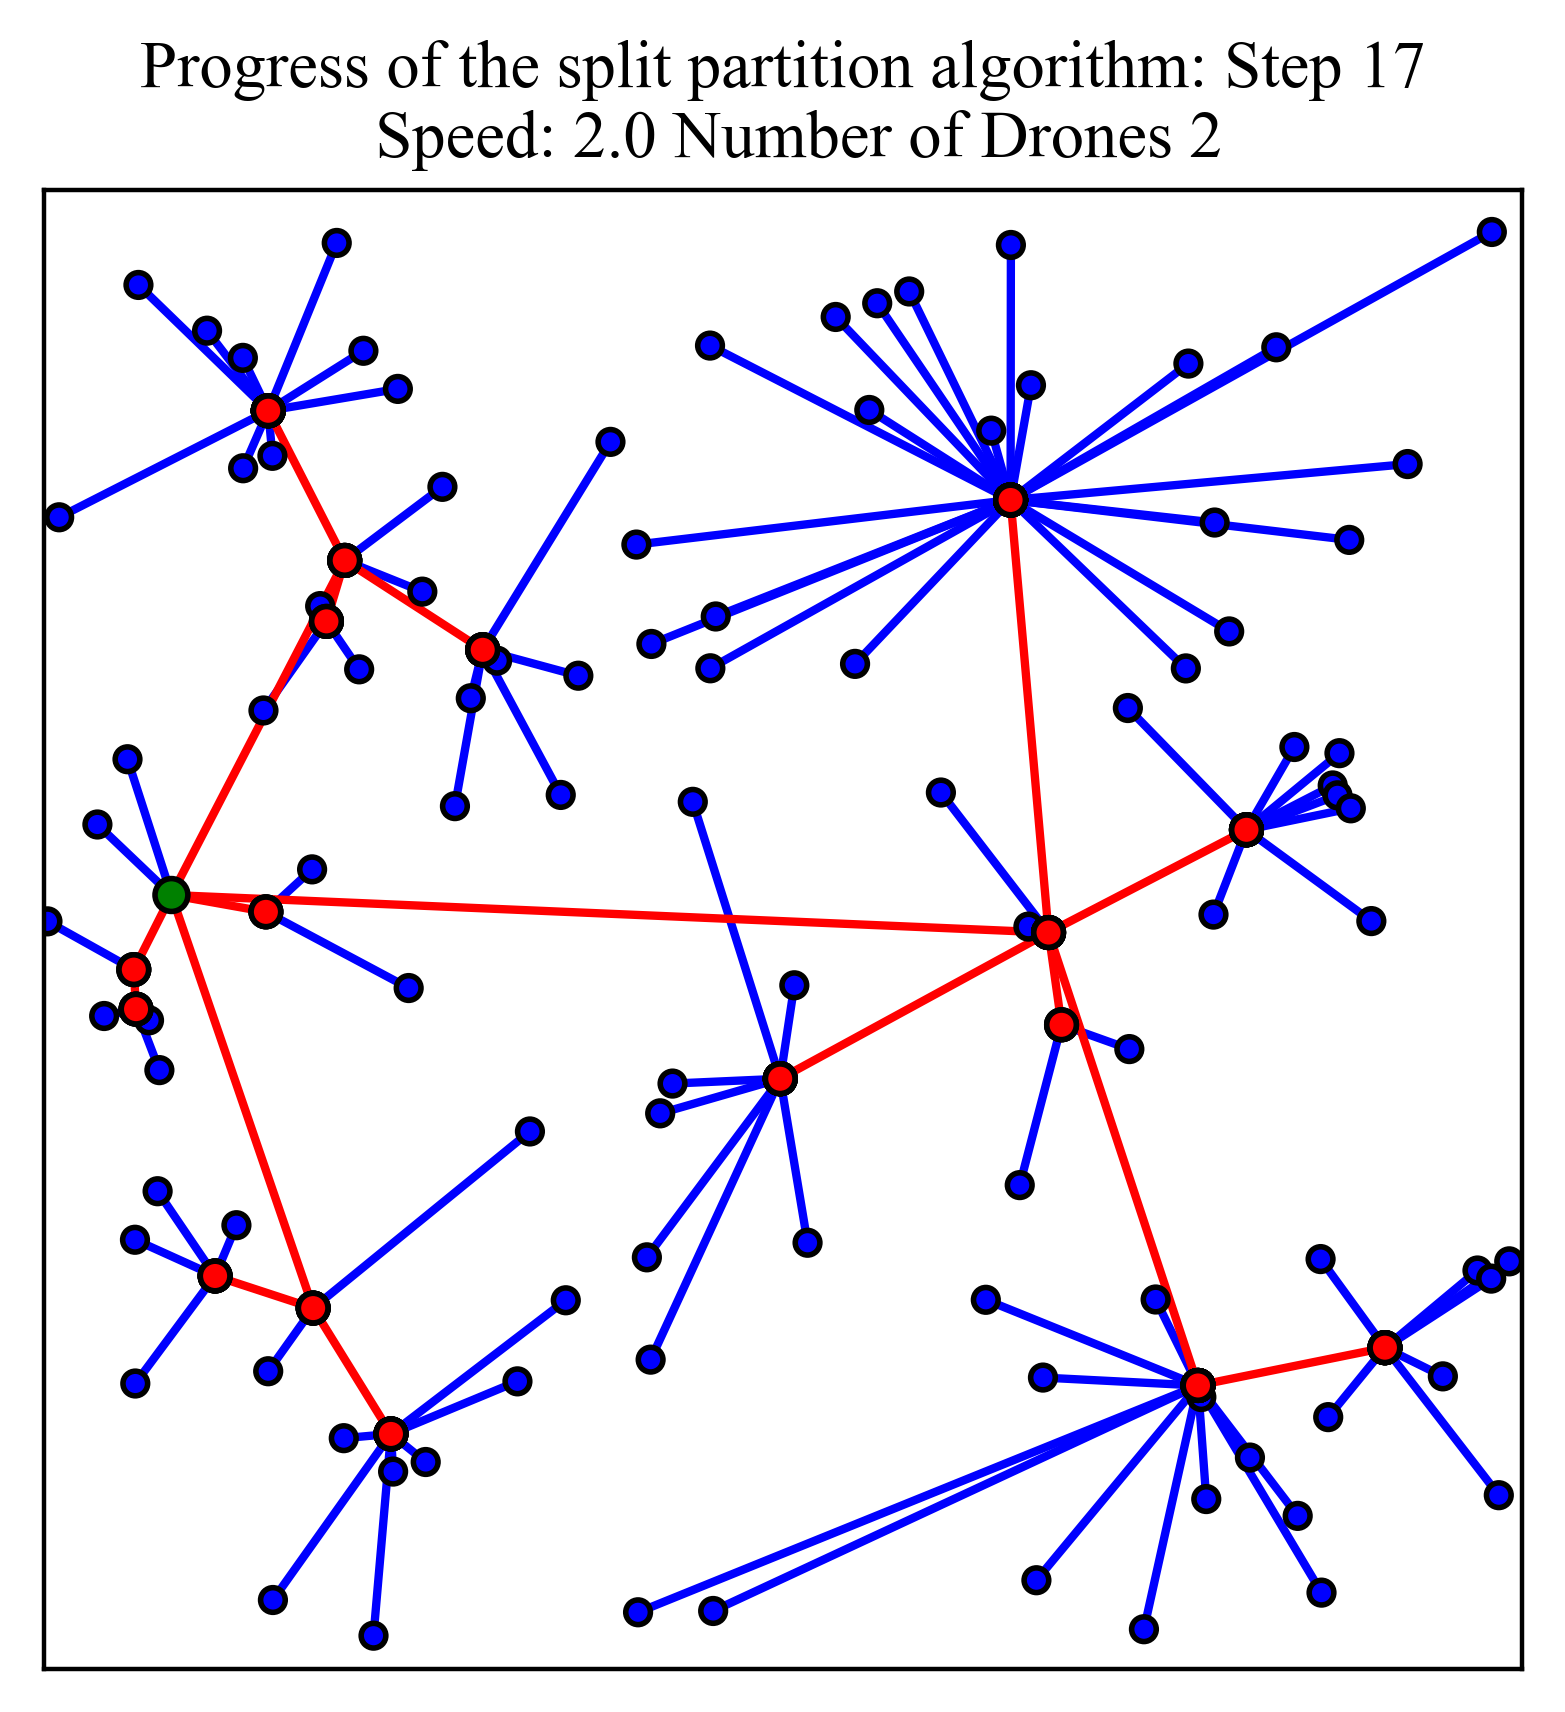 Progress of the split partition algorithm: Step 17
Speed: 2.0 Number of Drones 2